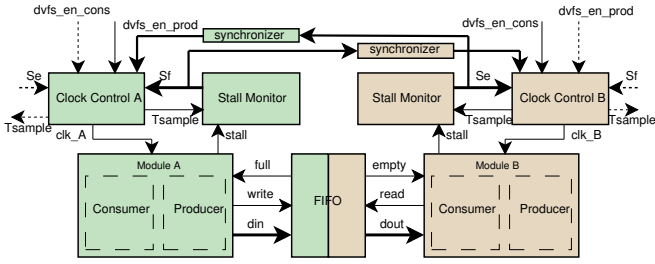 dvfs_en_cons
dvfs_en_prod
synchronizer
synchronizer
dvfs_en_cons
dvfs_en_prod
Se
Sf
Se
Sf
Clock Control A
Stall Monitor
Stall Monitor
Clock Control B
Tsample
Tsample
Tsample
Tsample
clk_A
stall
stall
clk_B
Module A
full
empty
Module B
Consumer
Producer
write
FIFO
read
Consumer
Producer
din
dout